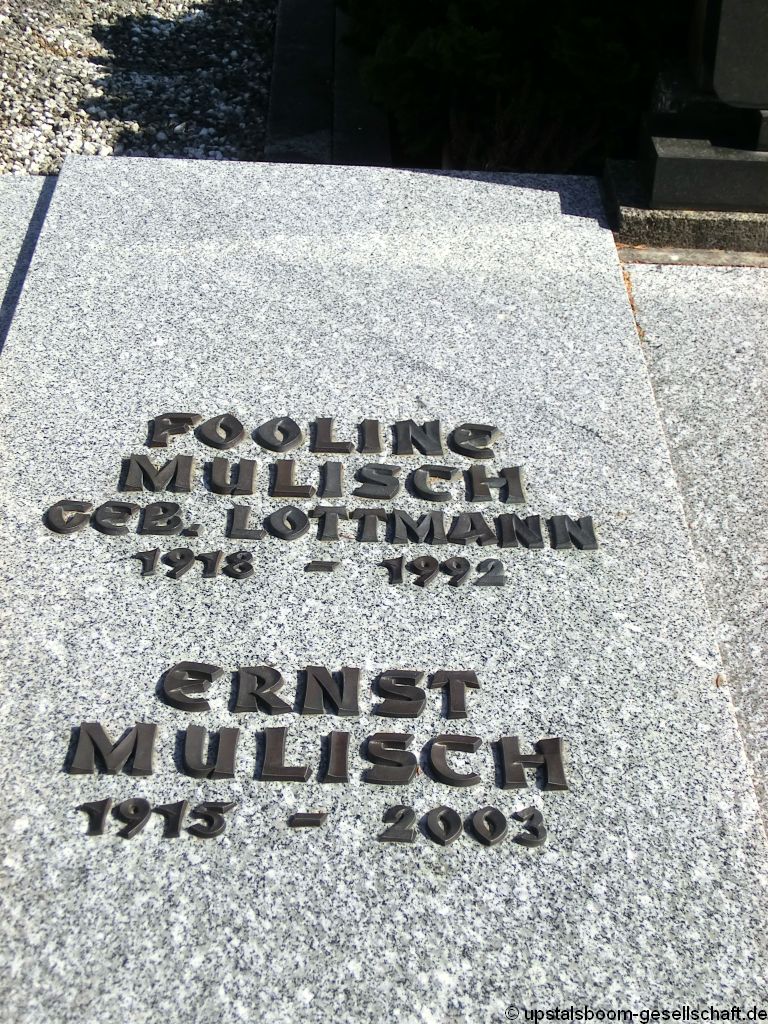 FOOLINE
MULISCH
GEB. LOTTMANN
1918 - 1992
ERNST
MULISCH
1915 - 2003
© upstalsboom-gesellschaft.de